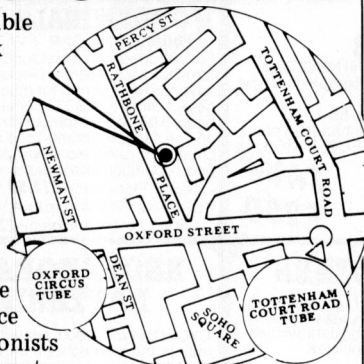 ble
PERCY ST
RATHBONE
PLACE
TOTTENHAM COURT ROAD
NEWMAN ST
OXFORD STREET
DEAN ST
OXFORD
CIRCUS
TUBE
SOHO
SQUARE
TOTTENHAM
COURT ROAD
TUBE
e
ce
onists